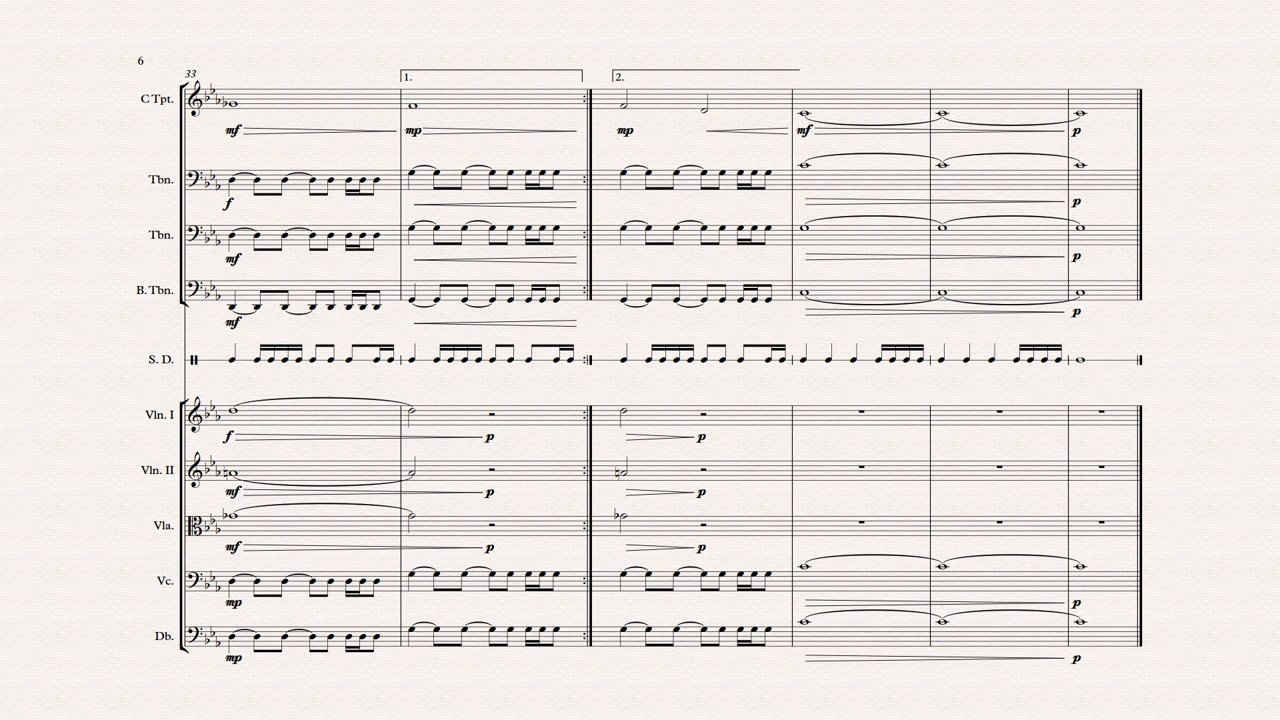 6
33
1. 2.
C Tpt.
mf mp mp mf p
Tbn.
f p
Tbn.
mf p
B. Tbn.
mf p
S. D.
Vln. I
f p p
Vln. II
mf p p
Vla.
mf p p
Vc.
mp p
Db.
mp p